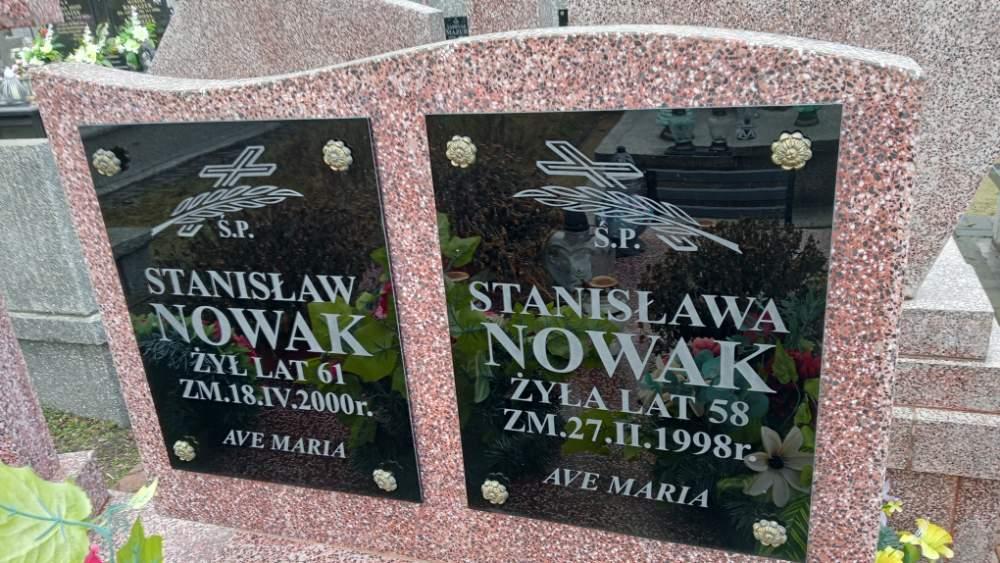 Ś.P.
STANISŁAW
NOWAK
ŻYŁ LAT 61
ZM.18.IV.2000r.
AVE MARIA
Ś.P.
STANISŁAWA
NOWAK
ŻYŁA LAT 58
ZM.27.II.1998r.
AVE MARIA